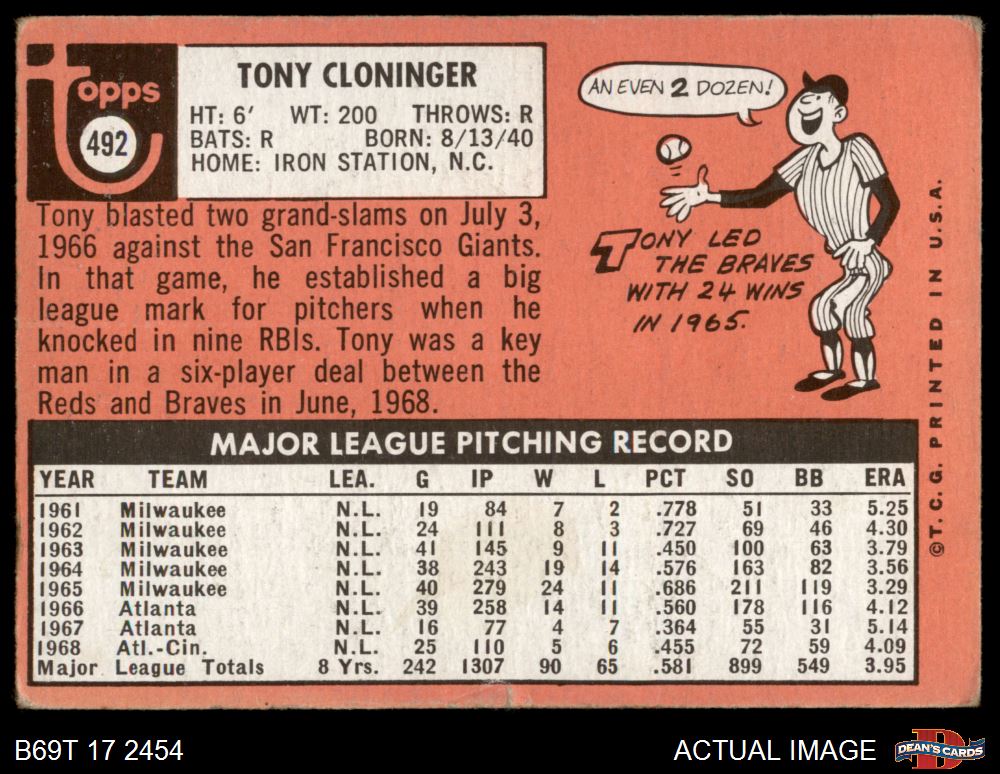 Topps
492
TONY CLONINGER
HT: 6' WT: 200 THROWS: R
BATS: R BORN: 8/13/40
HOME: IRON STATION, N.C.
Tony blasted two grand-slams on July 3,
1966 against the San Francisco Giants.
In that game, he established a big
league mark for pitchers when he
knocked in nine RBIs. Tony was a key
man in a six-player deal between the
Reds and Braves in June, 1968.
AN EVEN 2 DOZEN!
TONY LED
THE BRAVES
WITH 24 WINS
IN 1965.
MAJOR LEAGUE PITCHING RECORD
YEAR TEAM LEA. G IP W L PCT SO BB ERA
1961 Milwaukee N.L. 19 84 7 2 .778 51 33 5.25
1962 Milwaukee N.L. 24 111 8 3 .727 69 46 4.30
1963 Milwaukee N.L. 41 145 9 11 .450 100 63 3.79
1964 Milwaukee N.L. 38 243 19 14 .576 163 82 3.56
1965 Milwaukee N.L. 40 279 24 11 .686 211 119 3.29
1966 Atlanta N.L. 39 258 14 11 .560 178 116 4.12
1967 Atlanta N.L. 16 77 4 7 .364 55 31 5.14
1968 Atl.-Cin. N.L. 25 110 5 6 .455 72 59 4.09
Major League Totals 8 Yrs. 242 1307 90 65 .581 899 549 3.95
©T.C.G. PRINTED IN U.S.A.
B69T 17 2454
ACTUAL IMAGE
D
DEAN'S CARDS